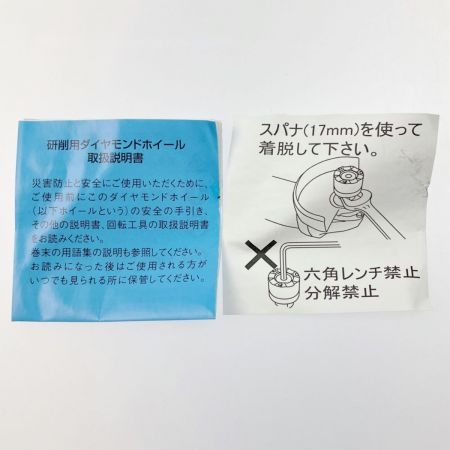 研削用ダイヤモンドホイール
取扱説明書
災害防止と安全にご使用いただくために、
ご使用前にこのダイヤモンドホイール
(以下ホイールという)の安全の手引き、
その他の説明書、回転工具の取扱説明書
をお読みください。
巻末の用語集の説明も参照してください。
お読みになった後はご使用される方が
いつでも見られる所に保管してください。
スパナ(17mm)を使って
着脱して下さい。
六角レンチ禁止
分解禁止